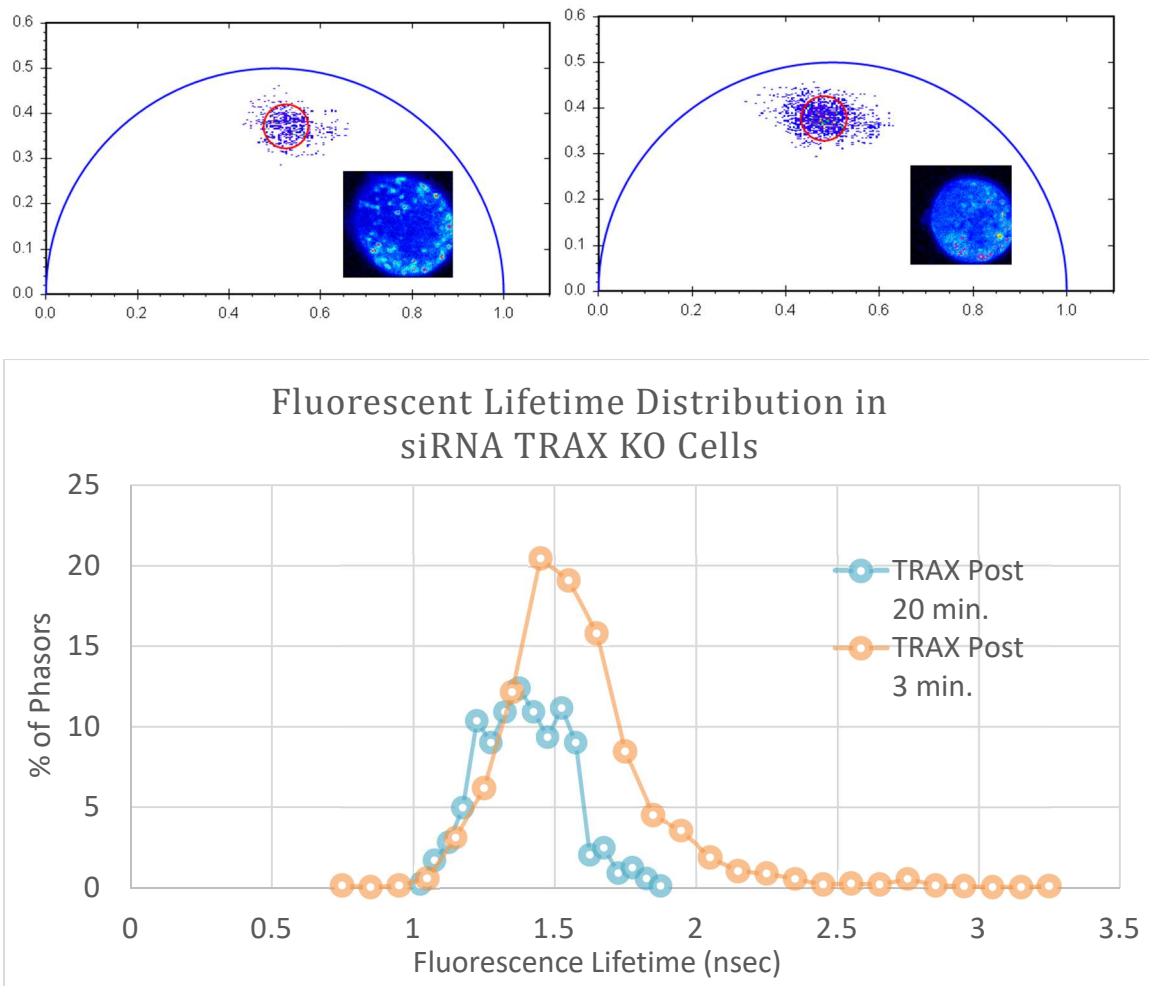 0.6
0.5
0.4
0.3
0.2
0.1
0.0
0.0 0.2 0.4 0.6 0.8 1.0
0.6
0.5
0.4
0.3
0.2
0.1
0.0
0.0 0.2 0.4 0.6 0.8 1.0
Fluorescent Lifetime Distribution in
siRNA TRAX KO Cells
25
20
15
10
5
0
% of Phasors
TRAX Post
20 min.
TRAX Post
3 min.
0 0.5 1 1.5 2 2.5 3 3.5
Fluorescence Lifetime (nsec)